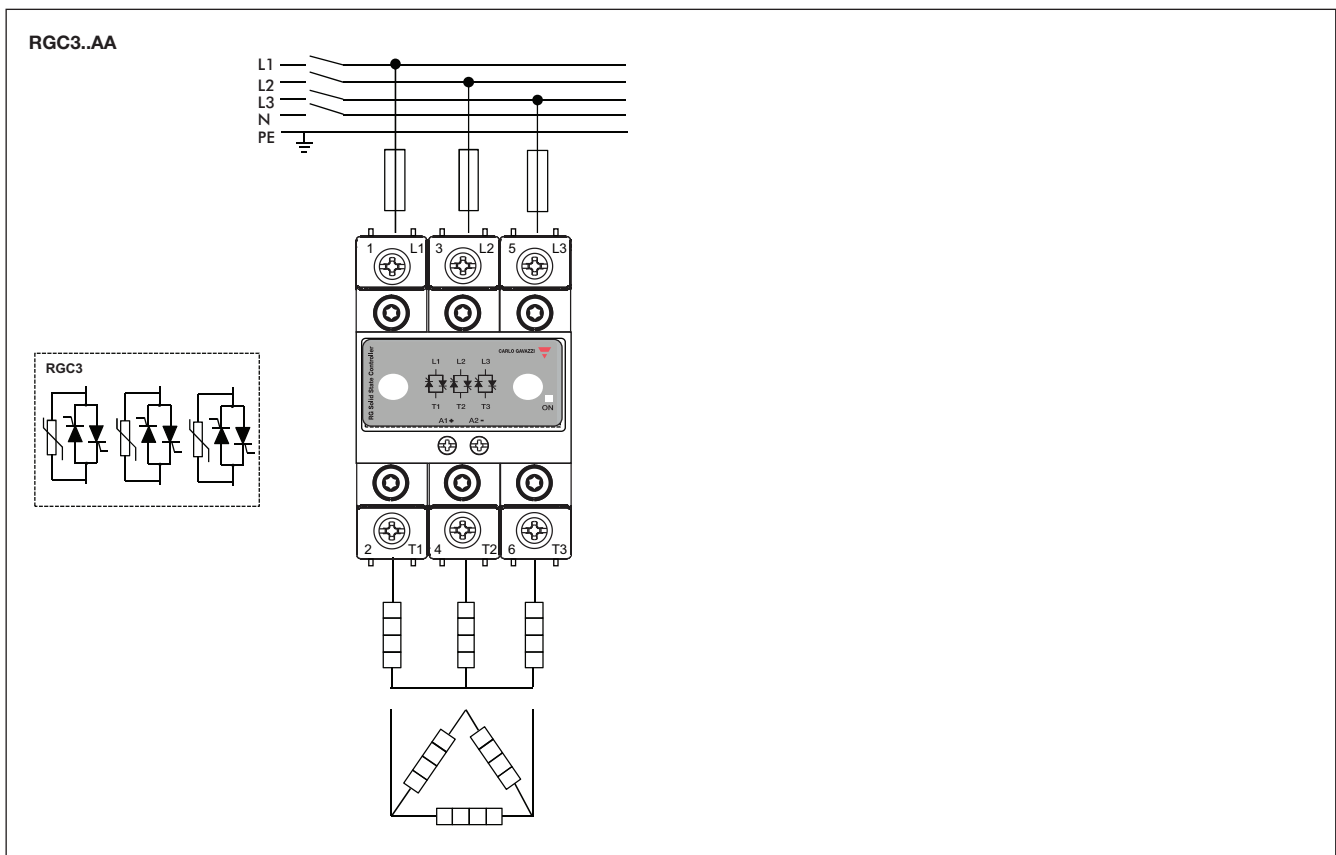 RGC3..AA
L1
L2
L3
N
PE
1 L1 3 L2 5 L3
RG Solid State Controller
CARLO GAVAZZI
L1 L2 L3
T1 T2 T3
ON
A1+ A2-
RGC3
2 T1 4 T2 6 T3